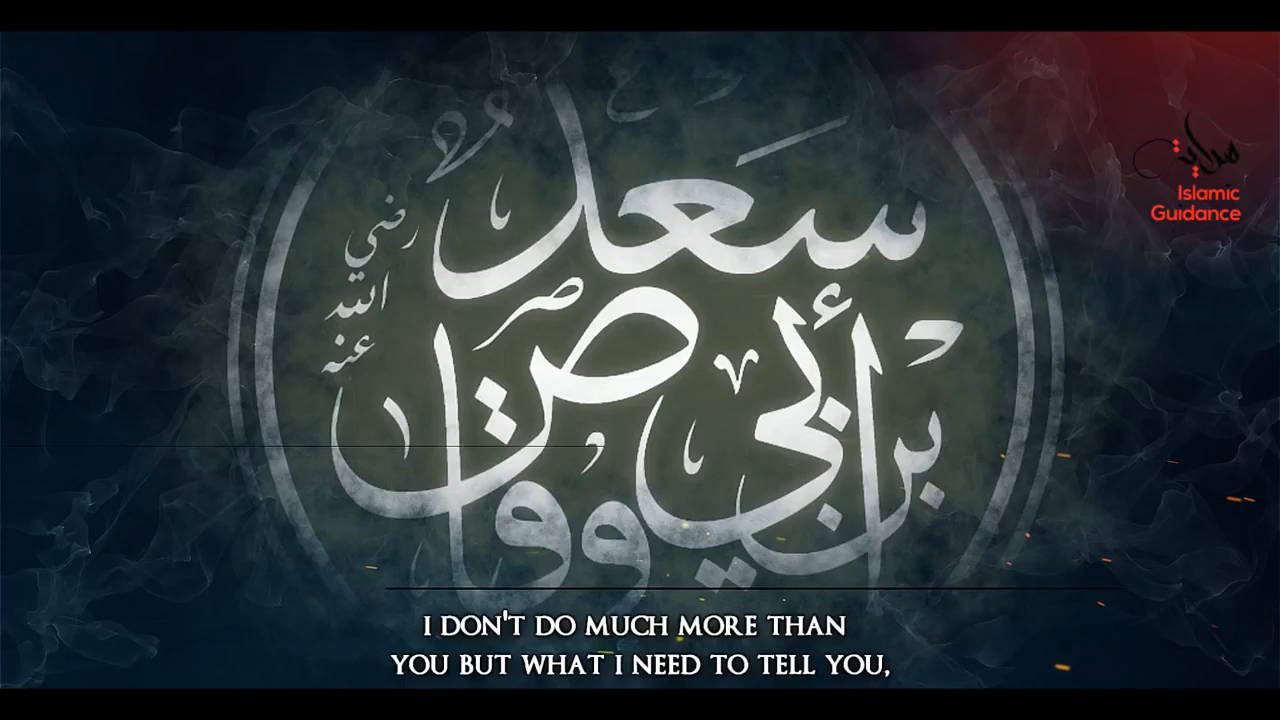 سَعْدُ
بن أبي وقاص
رضي
الله
عنه
هداية
Islamic
Guidance
I DON'T DO MUCH MORE THAN
YOU BUT WHAT I NEED TO TELL YOU,